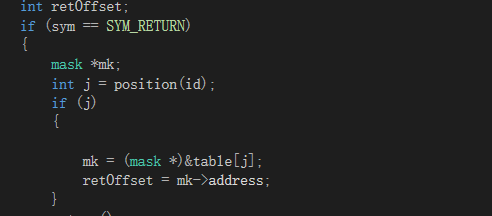 int retOffset;
if (sym == SYM_RETURN)
{
mask *mk;
int j = position(id);
if (j)
{
mk = (mask *)&table[j];
retOffset = mk->address;
}